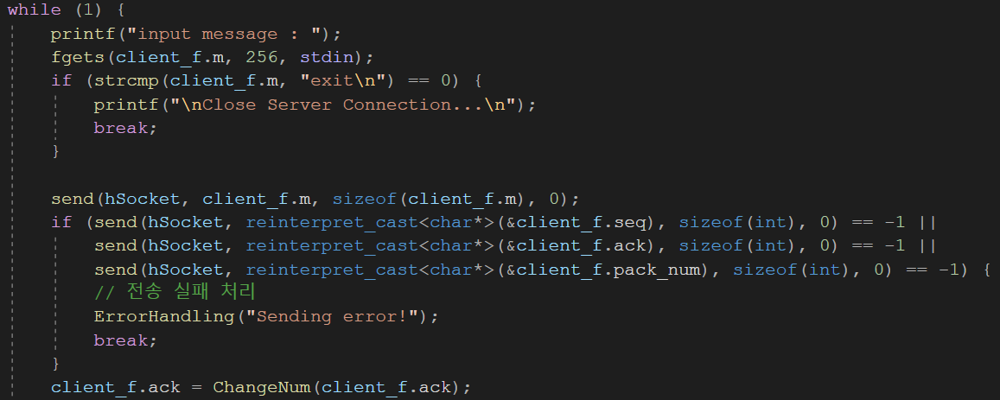 while (1) {
printf("input message : ");
fgets(client_f.m, 256, stdin);
if (strcmp(client_f.m, "exit\n") == 0) {
printf("\nClose Server Connection...\n");
break;
}
send(hSocket, client_f.m, sizeof(client_f.m), 0);
if (send(hSocket, reinterpret_cast<char*>(&client_f.seq), sizeof(int), 0) == -1 ||
send(hSocket, reinterpret_cast<char*>(&client_f.ack), sizeof(int), 0) == -1 ||
send(hSocket, reinterpret_cast<char*>(&client_f.pack_num), sizeof(int), 0) == -1) {
// 전송 실패 처리
ErrorHandling("Sending error!");
break;
}
client_f.ack = ChangeNum(client_f.ack);